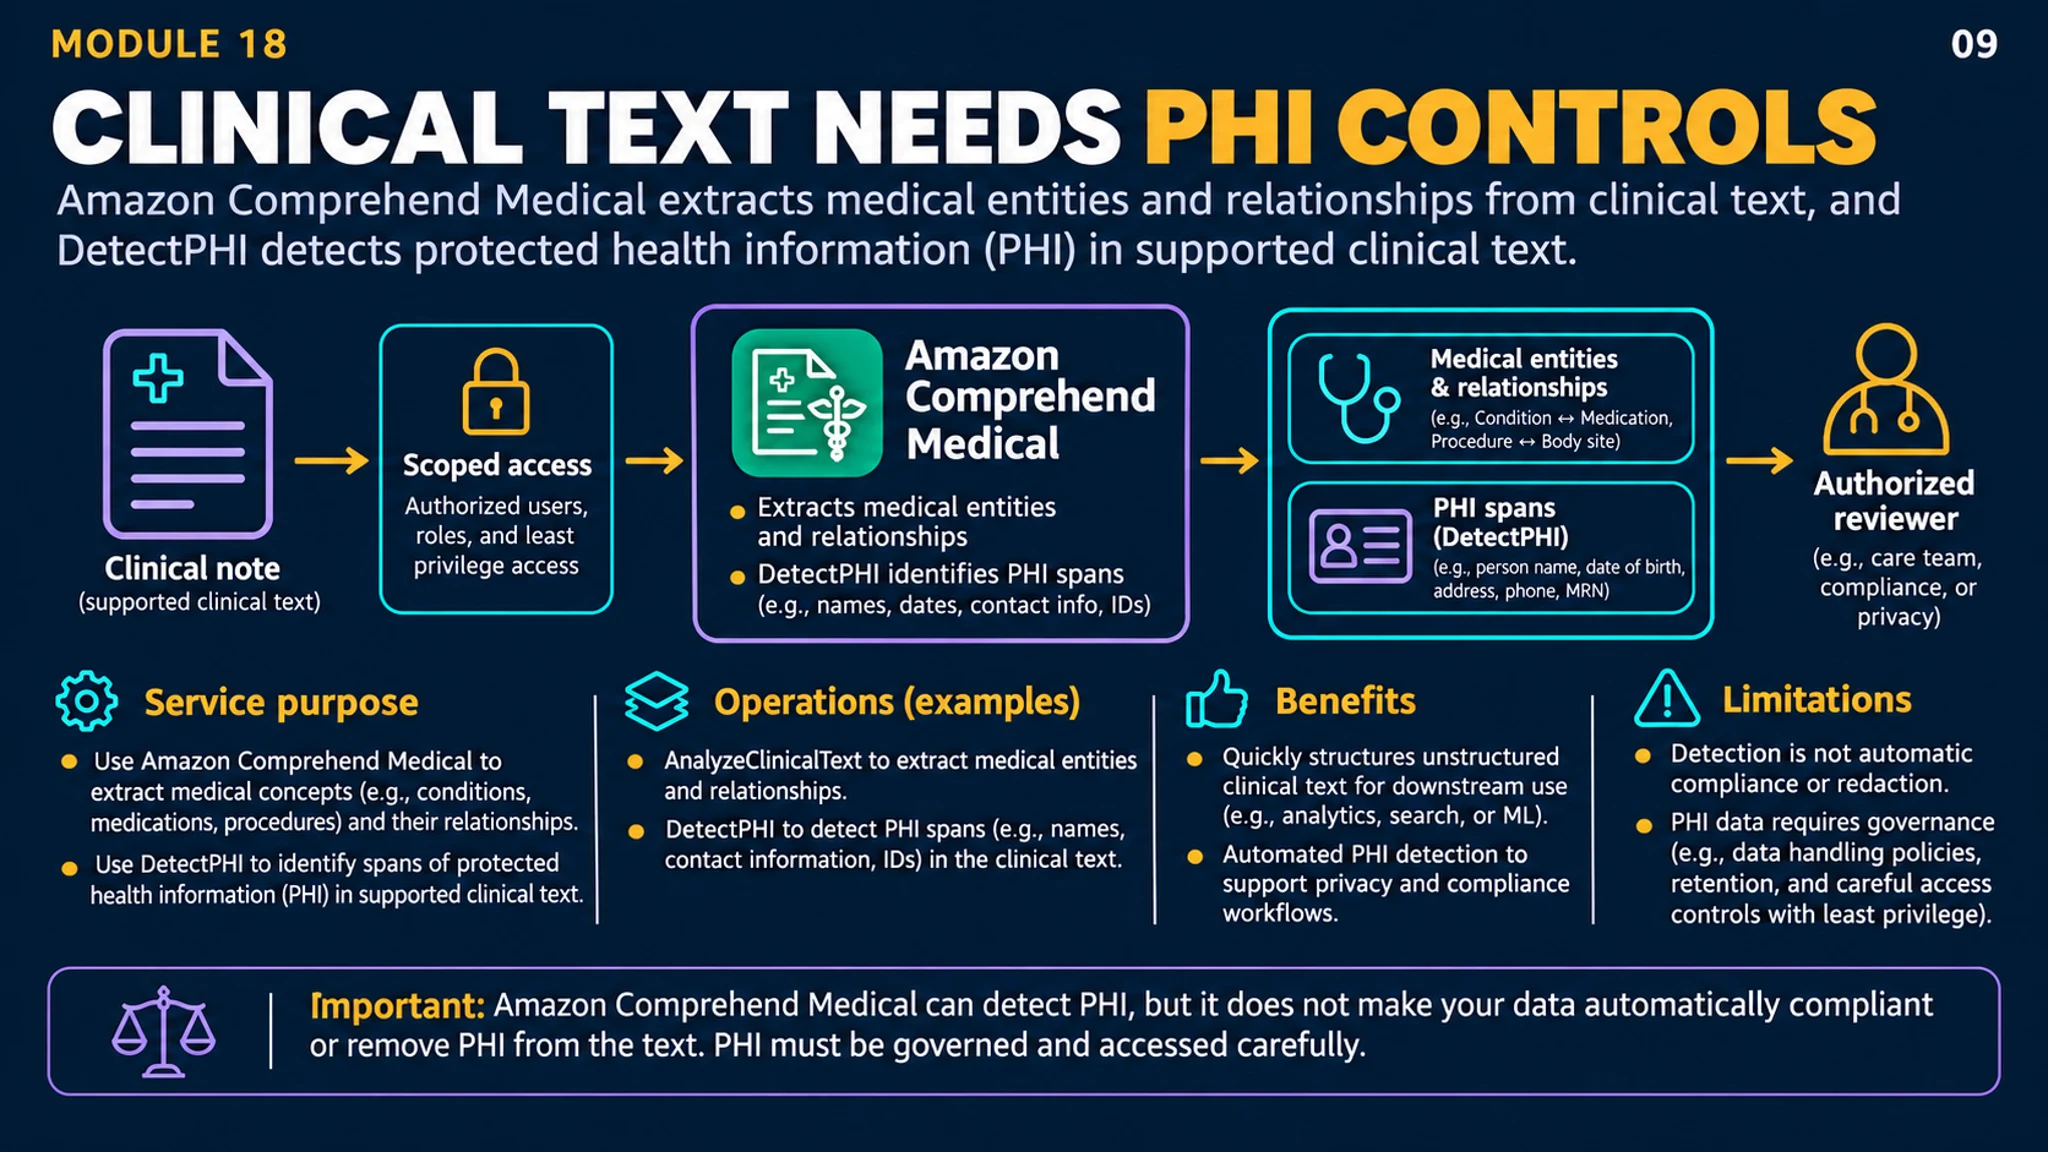 MODULE 18
09
CLINICAL TEXT NEEDS PHI CONTROLS
Amazon Comprehend Medical extracts medical entities and relationships from clinical text, and
DetectPHI detects protected health information (PHI) in supported clinical text.
Clinical note
(supported clinical text)
Scoped access
Authorized users,
roles, and least
privilege access
Amazon
Comprehend
Medical
Extracts medical entities
and relationships
DetectPHI identifies PHI spans
(e.g., names, dates, contact info, IDs)
Medical entities
& relationships
(e.g., Condition ↔ Medication,
Procedure ↔ Body site)
PHI spans
(DetectPHI)
(e.g., person name, date of birth,
address, phone, MRN)
Authorized
reviewer
(e.g., care team,
compliance, or
privacy)
Service purpose
Use Amazon Comprehend Medical to
extract medical concepts (e.g., conditions,
medications, procedures) and their relationships.
Use DetectPHI to identify spans of protected
health information (PHI) in supported clinical text.
Operations (examples)
AnalyzeClinicalText to extract medical entities
and relationships.
DetectPHI to detect PHI spans (e.g., names,
contact information, IDs) in the clinical text.
Benefits
Quickly structures unstructured
clinical text for downstream use
(e.g., analytics, search, or ML).
Automated PHI detection to
support privacy and compliance
workflows.
Limitations
Detection is not automatic
compliance or redaction.
PHI data requires governance
(e.g., data handling policies,
retention, and careful access
controls with least privilege).
Important: Amazon Comprehend Medical can detect PHI, but it does not make your data automatically compliant
or remove PHI from the text. PHI must be governed and accessed carefully.